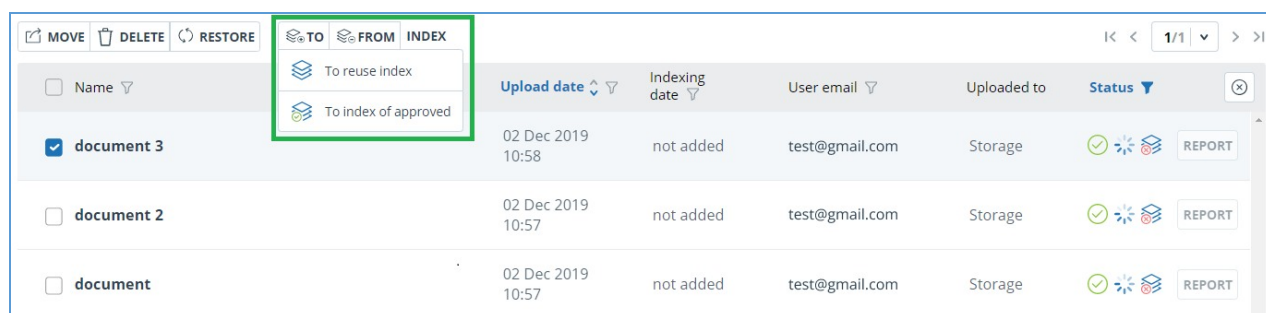 MOVE DELETE RESTORE TO FROM INDEX 1/1
To reuse index
To index of approved
Name Upload date Indexing date User email Uploaded to Status
document 3 02 Dec 2019 10:58 not added test@gmail.com Storage REPORT
document 2 02 Dec 2019 10:57 not added test@gmail.com Storage REPORT
document 02 Dec 2019 10:57 not added test@gmail.com Storage REPORT